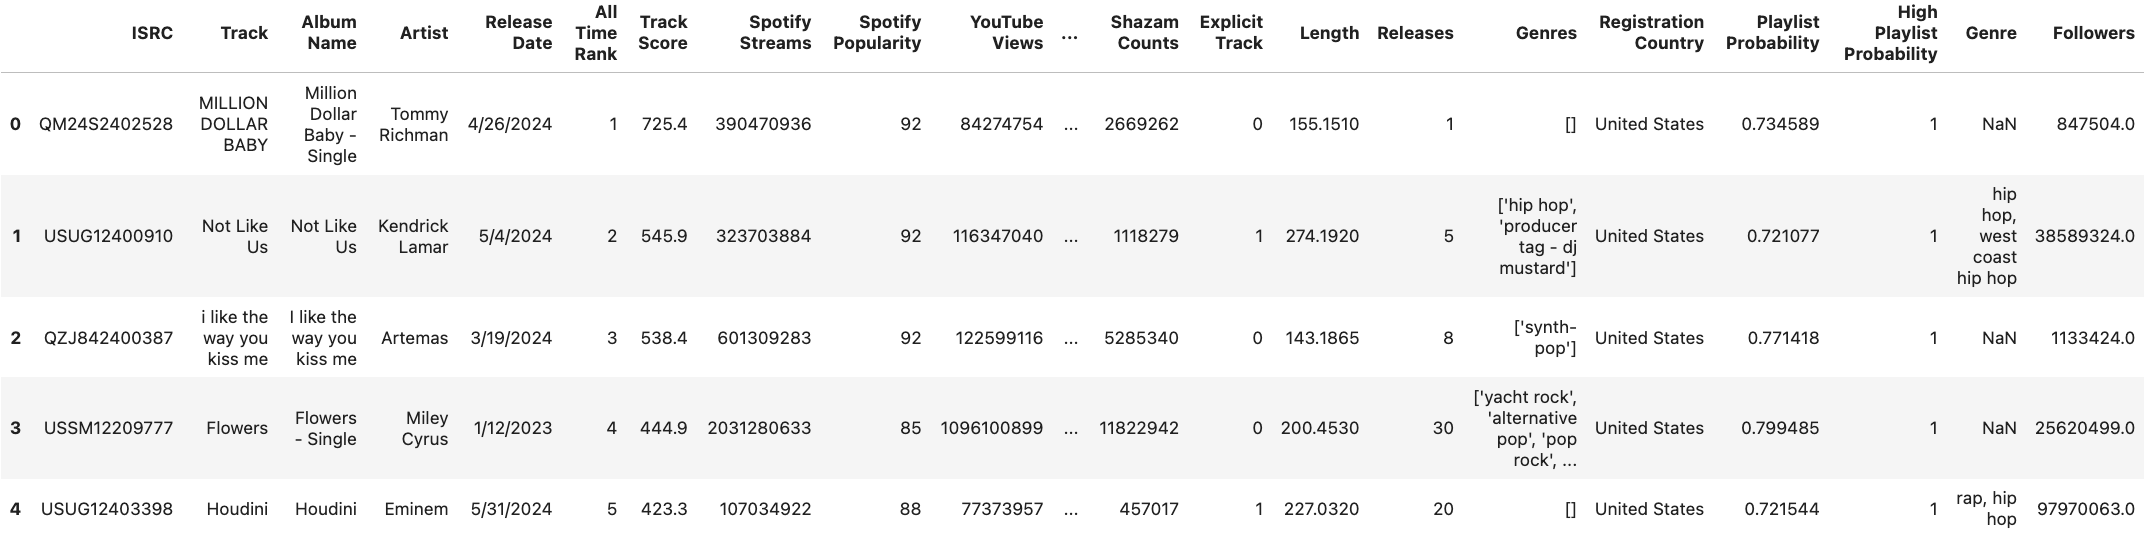 ISRC Track Album Name Artist Release Date All Time Rank Track Score Spotify Streams Spotify Popularity YouTube Views ... Shazam Counts Explicit Track Length Releases Genres Registration Country Playlist Probability High Playlist Probability Genre Followers
0 QM24S2402528 MILLION DOLLAR BABY Million Dollar Baby - Single Tommy Richman 4/26/2024 1 725.4 390470936 92 84274754 ... 2669262 0 155.1510 1 [] United States 0.734589 1 NaN 847504.0
1 USUG12400910 Not Like Us Not Like Us Kendrick Lamar 5/4/2024 2 545.9 323703884 92 116347040 ... 1118279 1 274.1920 5 ['hip hop', 'producer tag - dj mustard'] United States 0.721077 1 hip hop, west coast hip hop 38589324.0
2 QZJ842400387 i like the way you kiss me I like the way you kiss me Artemas 3/19/2024 3 538.4 601309283 92 122599116 ... 5285340 0 143.1865 8 ['synth-pop'] United States 0.771418 1 NaN 1133424.0
3 USSM12209777 Flowers Flowers - Single Miley Cyrus 1/12/2023 4 444.9 2031280633 85 1096100899 ... 11822942 0 200.4530 30 ['yacht rock', 'alternative pop', 'pop rock', ... United States 0.799485 1 NaN 25620499.0
4 USUG12403398 Houdini Houdini Eminem 5/31/2024 5 423.3 107034922 88 77373957 ... 457017 1 227.0320 20 [] United States 0.721544 1 rap, hip hop 97970063.0